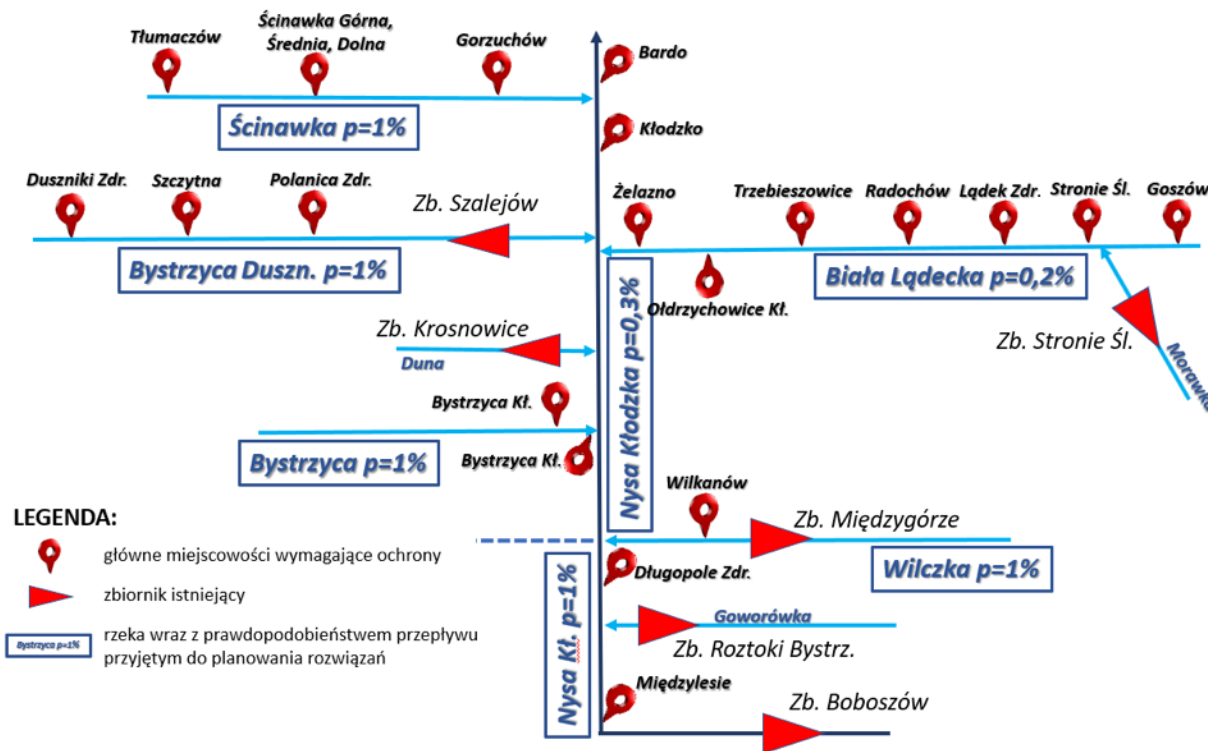 Ścinawka Górna,
Tłumaczów
Średnia, Dolna
Gorzuchów
Bardo
Ścinawka p=1%
Kłodzko
Duszniki Zdr.
Szczytna
Polanica Zdr.
Zb. Szalejów
Żelazno
Trzebieszowice
Radochów
Lądek Zdr.
Stronie Śl.
Goszów
Bystrzyca Duszn. p=1%
Biała Lądecka p=0,2%
Ołdrzychowice Kł.
Zb. Krosnowice
Duna
Nysa Kłodzka p=0,3%
Zb. Stronie Śl.
Morawka
Bystrzyca Kł.
Bystrzyca p=1%
Bystrzyca Kł.
Wilkanów
Zb. Międzygórze
Wilczka p=1%
Długopole Zdr.
Nysa Kł. p=1%
Goworówka
Zb. Roztoki Bystrz.
Międzylesie
Zb. Boboszów
LEGENDA:
główne miejscowości wymagające ochrony
zbiornik istniejący
Bystrzyca p=1%
rzeka wraz z prawdopodobieństwem przepływu
przyjętym do planowania rozwiązań